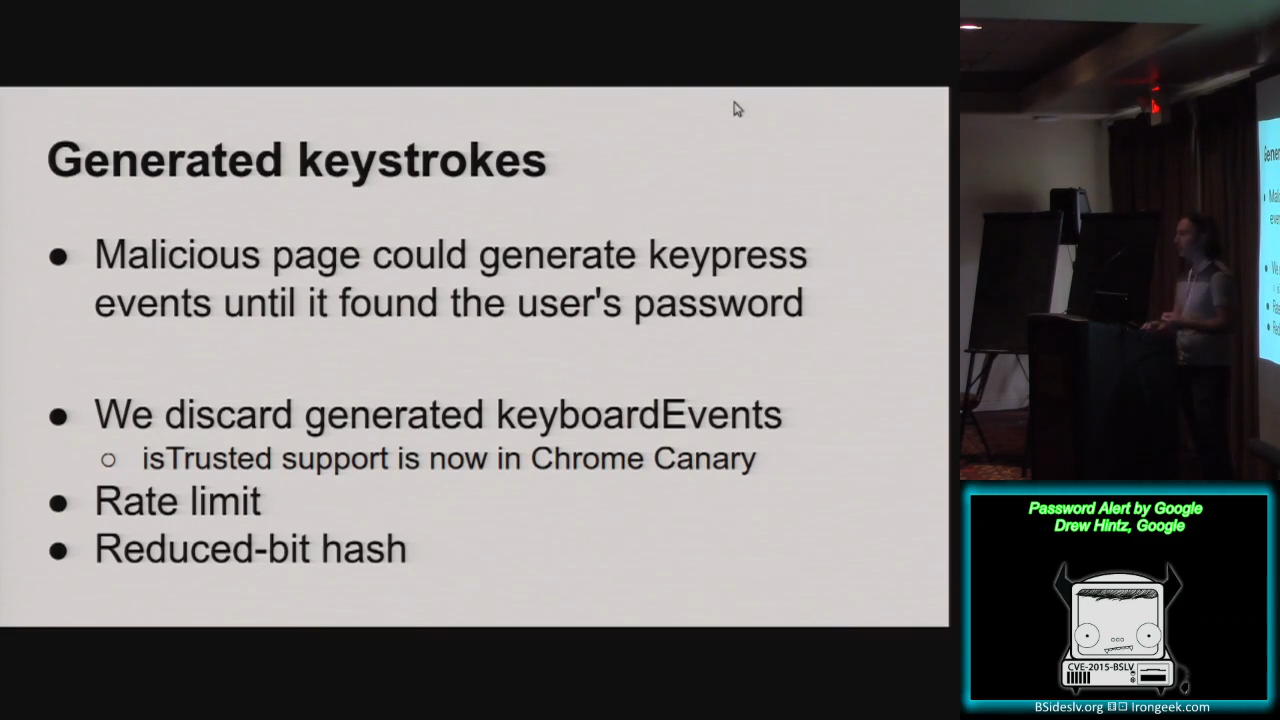 Generated keystrokes
● Malicious page could generate keypress
events until it found the user's password
● We discard generated keyboardEvents
○ isTrusted support is now in Chrome Canary
● Rate limit
● Reduced-bit hash
Password Alert by Google
Drew Hintz, Google
CVE-2015-BSLV
BSideslv.org Irongeek.com